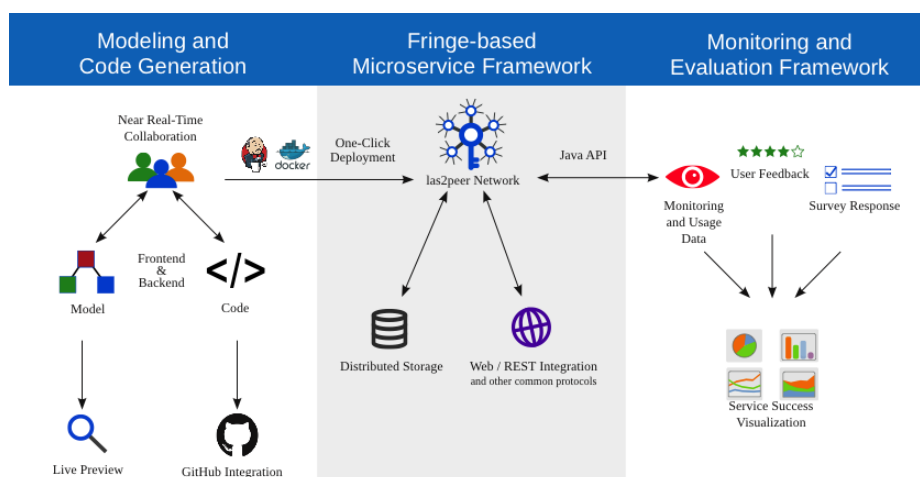 Modeling and
Code Generation
Fringe-based
Microservice Framework
Monitoring and
Evaluation Framework
Near Real-Time
Collaboration
docker
One-Click
Deployment
las2peer Network
Java API
User Feedback
Monitoring
and Usage
Data
Survey Response
Model
Frontend
&
Backend
</>
Code
Distributed Storage
Web / REST Integration
and other common protocols
Service Success
Visualization
Live Preview
GitHub Integration